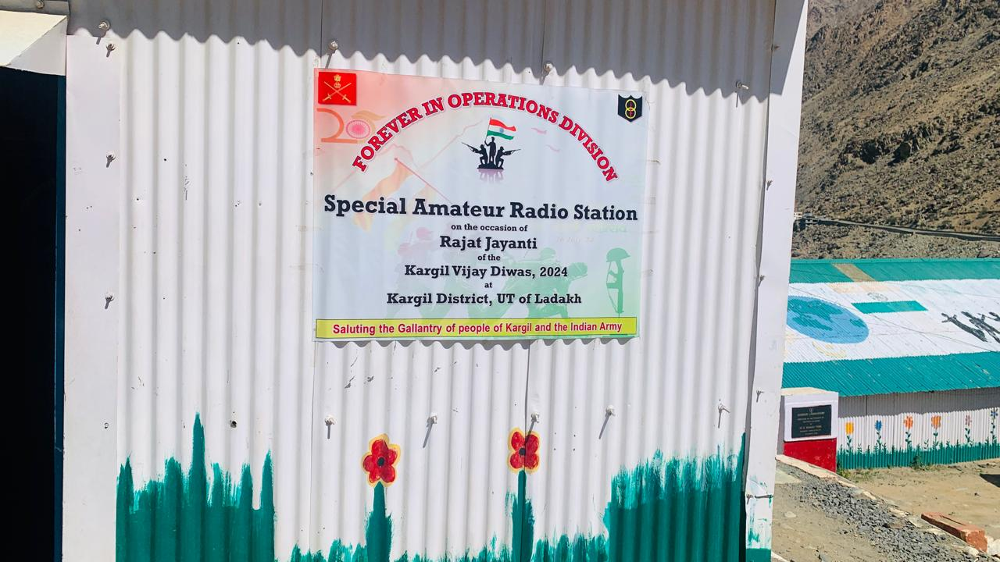 FOREVER IN OPERATIONS DIVISION
Special Amateur Radio Station
on the occasion of
Rajat Jayanti
of the
Kargil Vijay Diwas, 2024
at
Kargil District, UT of Ladakh
Saluting the Gallantry of people of Kargil and the Indian Army